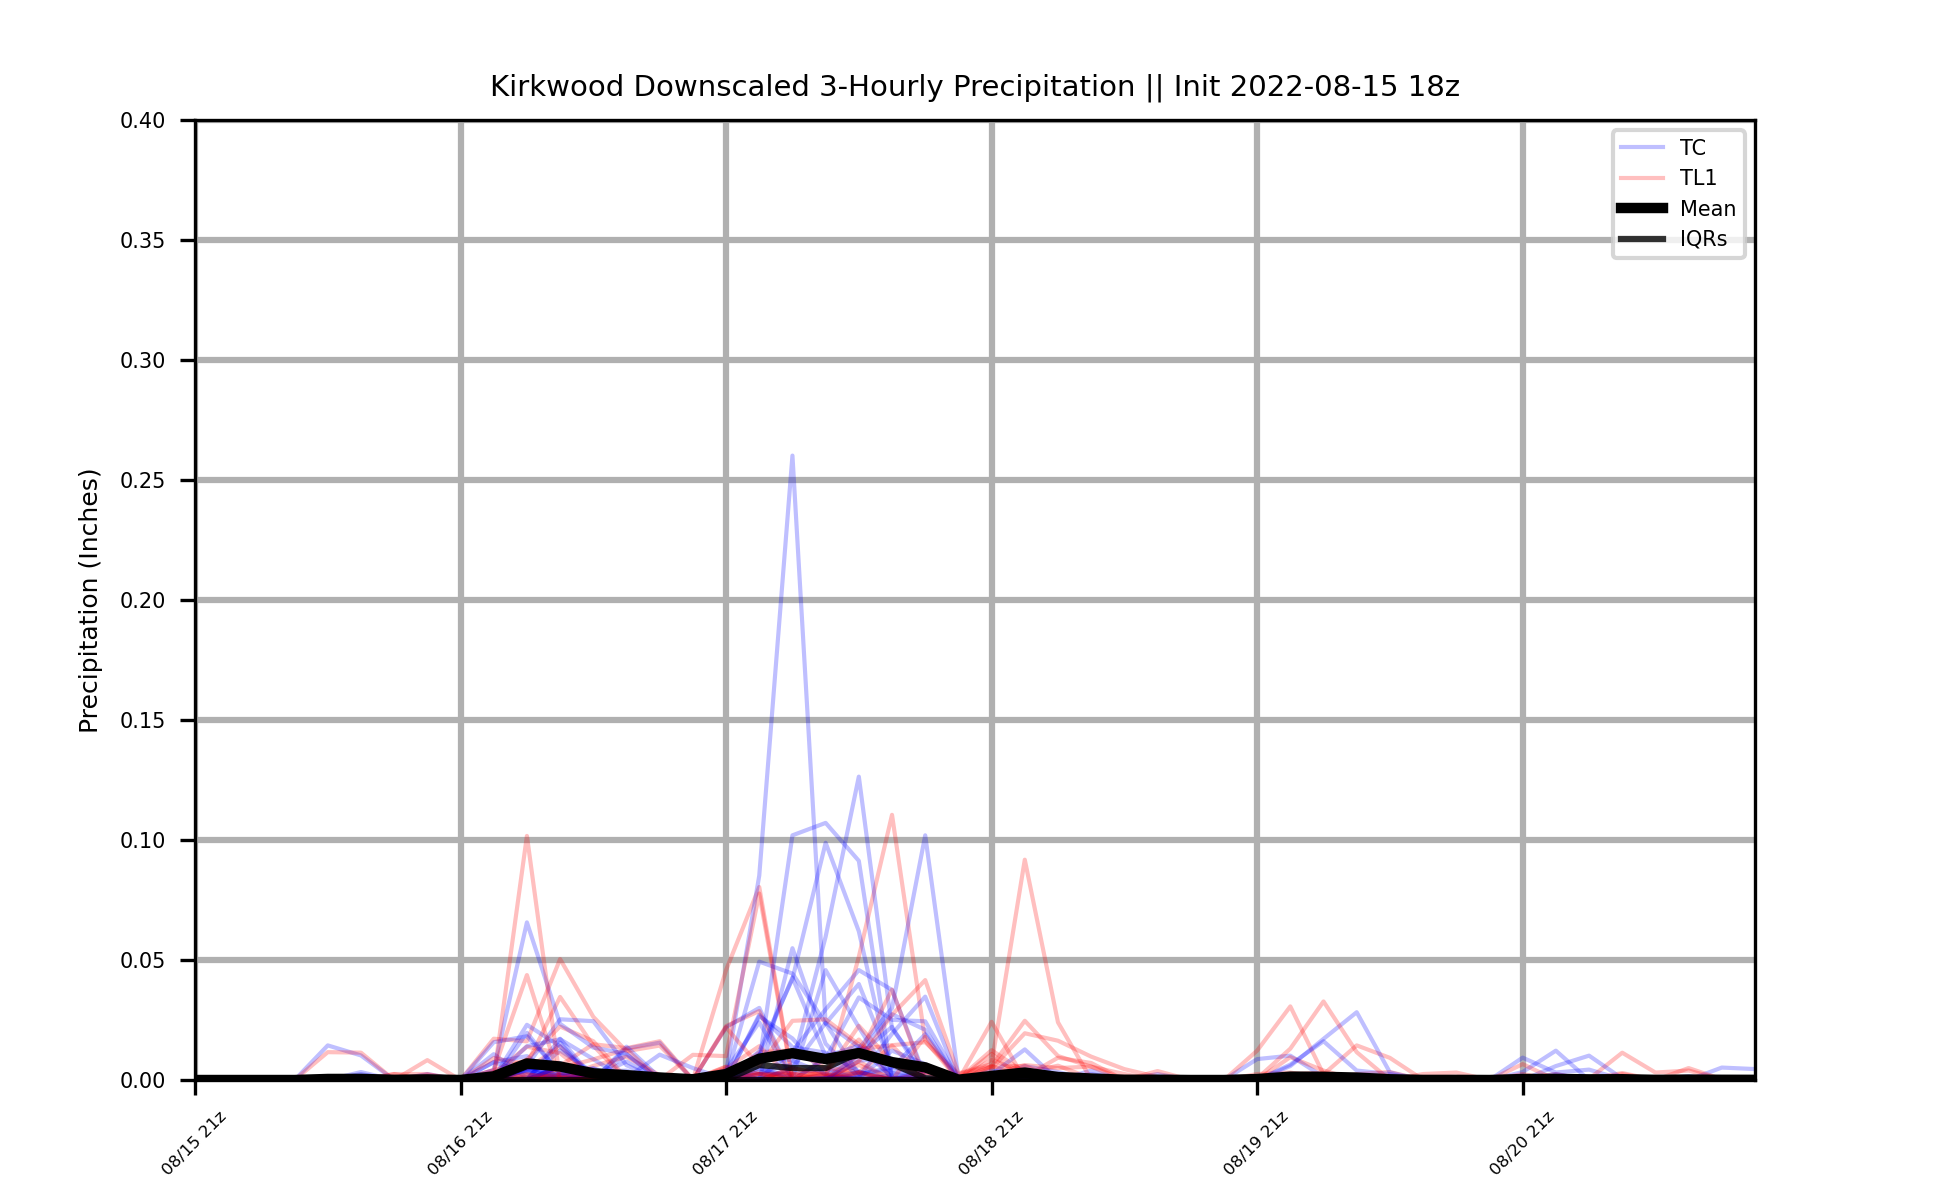 Kirkwood Downscaled 3-Hourly Precipitation || Init 2022-08-15 18z
TC
TL1
Mean
IQRs
Precipitation (Inches)
0.40
0.35
0.30
0.25
0.20
0.15
0.10
0.05
0.00
08/15 21z
08/16 21z
08/17 21z
08/18 21z
08/19 21z
08/20 21z